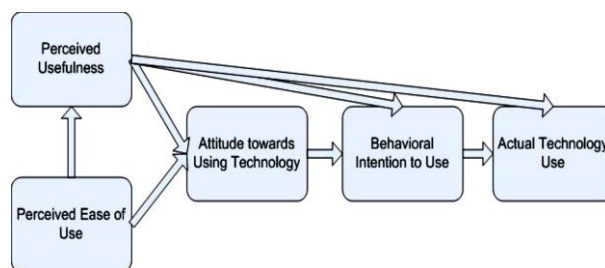 Perceived
Usefulness
Attitude towards
Using Technology
Behavioral
Intention to Use
Actual Technology
Use
Perceived Ease of
Use